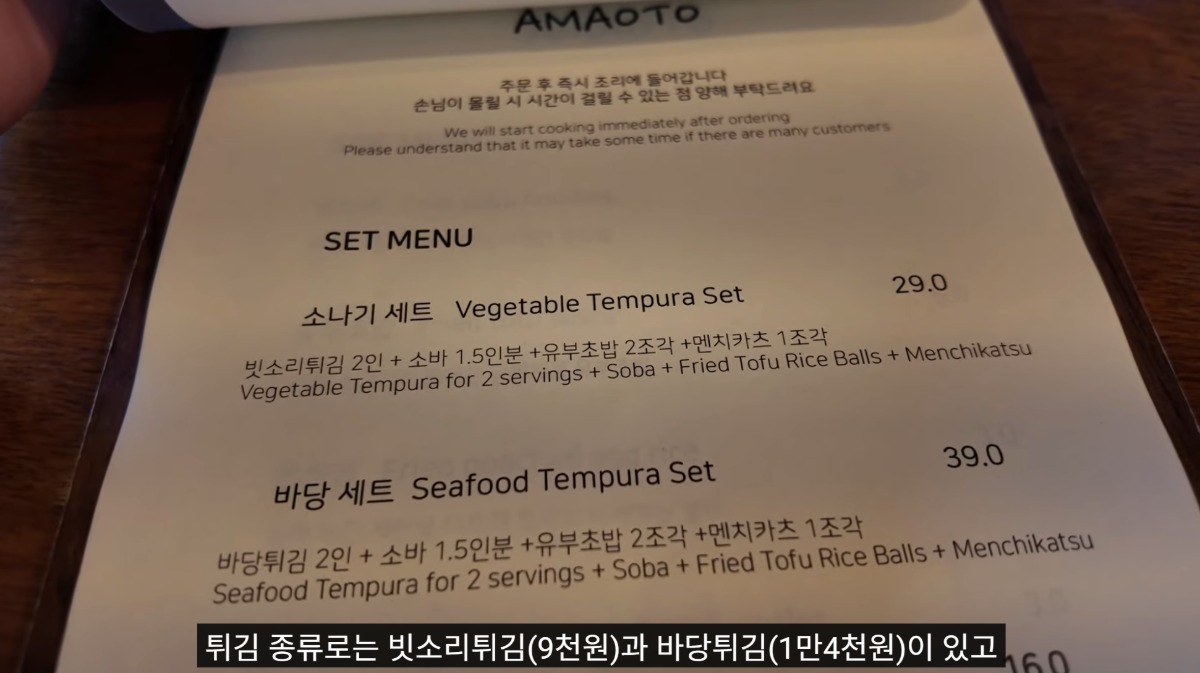 AMAOTO
주문 후 즉시 조리에 들어갑니다
손님이 몰릴 시 시간이 걸릴 수 있는 점 양해 부탁드려요
We will start cooking immediately after ordering
Please understand that it may take some time if there are many customers
SET MENU
소나기 세트 Vegetable Tempura Set 29.0
빗소리튀김 2인 + 소바 1.5인분 +유부초밥 2조각 +멘치카츠 1조각
Vegetable Tempura for 2 servings + Soba + Fried Tofu Rice Balls + Menchikatsu
바당 세트 Seafood Tempura Set 39.0
바당튀김 2인 + 소바 1.5인분 +유부초밥 2조각 +멘치카츠 1조각
Seafood Tempura for 2 servings + Soba + Fried Tofu Rice Balls + Menchikatsu
튀김 종류로는 빗소리튀김(9천원)과 바당튀김(1만4천원)이 있고
16.0